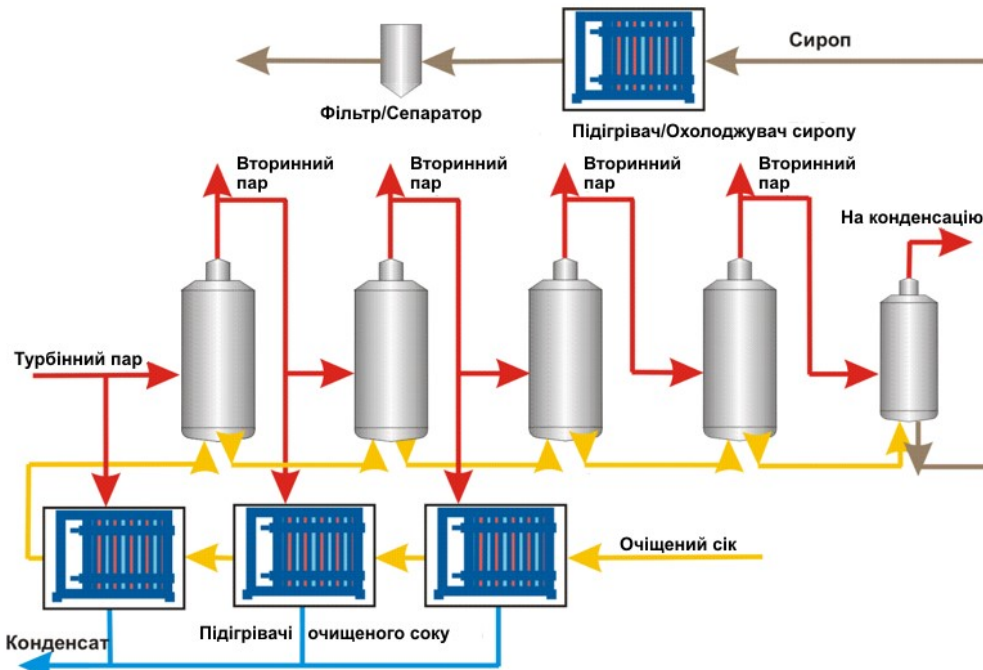 Сироп
Фільтр/Сепаратор
Підігрівач/Охолоджувач сиропу
Вторинний
пар
Вторинний
пар
Вторинний
пар
Вторинний
пар
На конденсацію
Турбінний пар
Очіщений сік
Підігрівачі очищеного соку
Конденсат